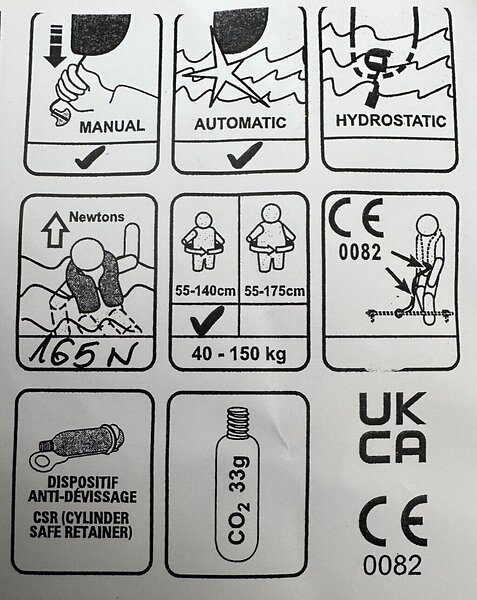 MANUAL
AUTOMATIC
HYDROSTATIC
Newtons
165 N
55-140cm
55-175cm
40 - 150 kg
CE
0082
DISPOSITIF
ANTI-DÉVISSAGE
CSR (CYLINDER
SAFE RETAINER)
CO₂ 33g
UK
CA
CE
0082